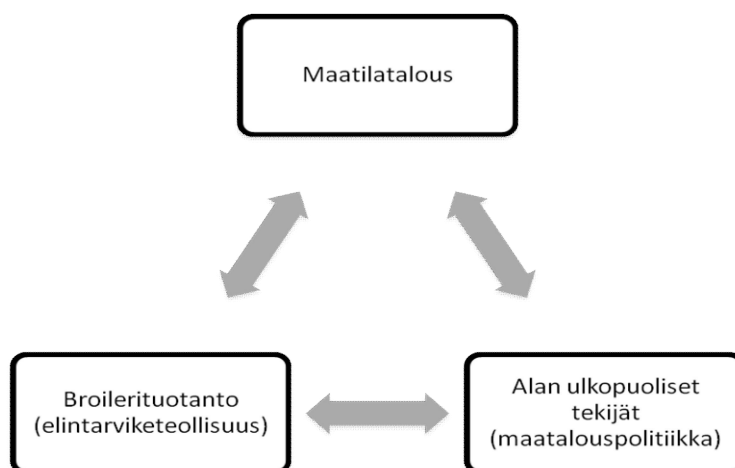 Maatilatalous
Broilerituotanto
(elintarviketeollisuus)
Alan ulkopuoliset
tekijät
(maatalouspolitiikka)